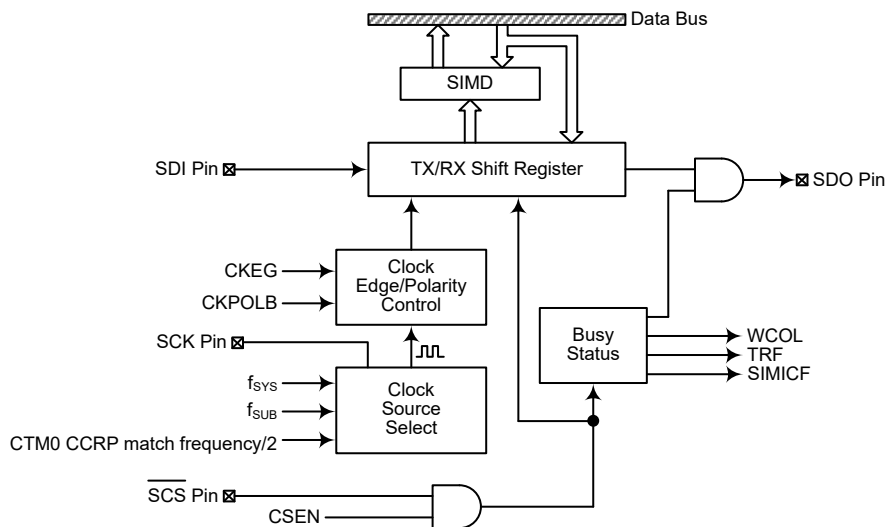 Data Bus
SIMD
SDI Pin
TX/RX Shift Register
SDO Pin
CKEG
CKPOLB
Clock
Edge/Polarity
Control
SCK Pin
Busy
Status
WCOL
TRF
SIMICF
fSYS
fSUB
CTM0 CCRP match frequency/2
Clock
Source
Select
SCS Pin
CSEN